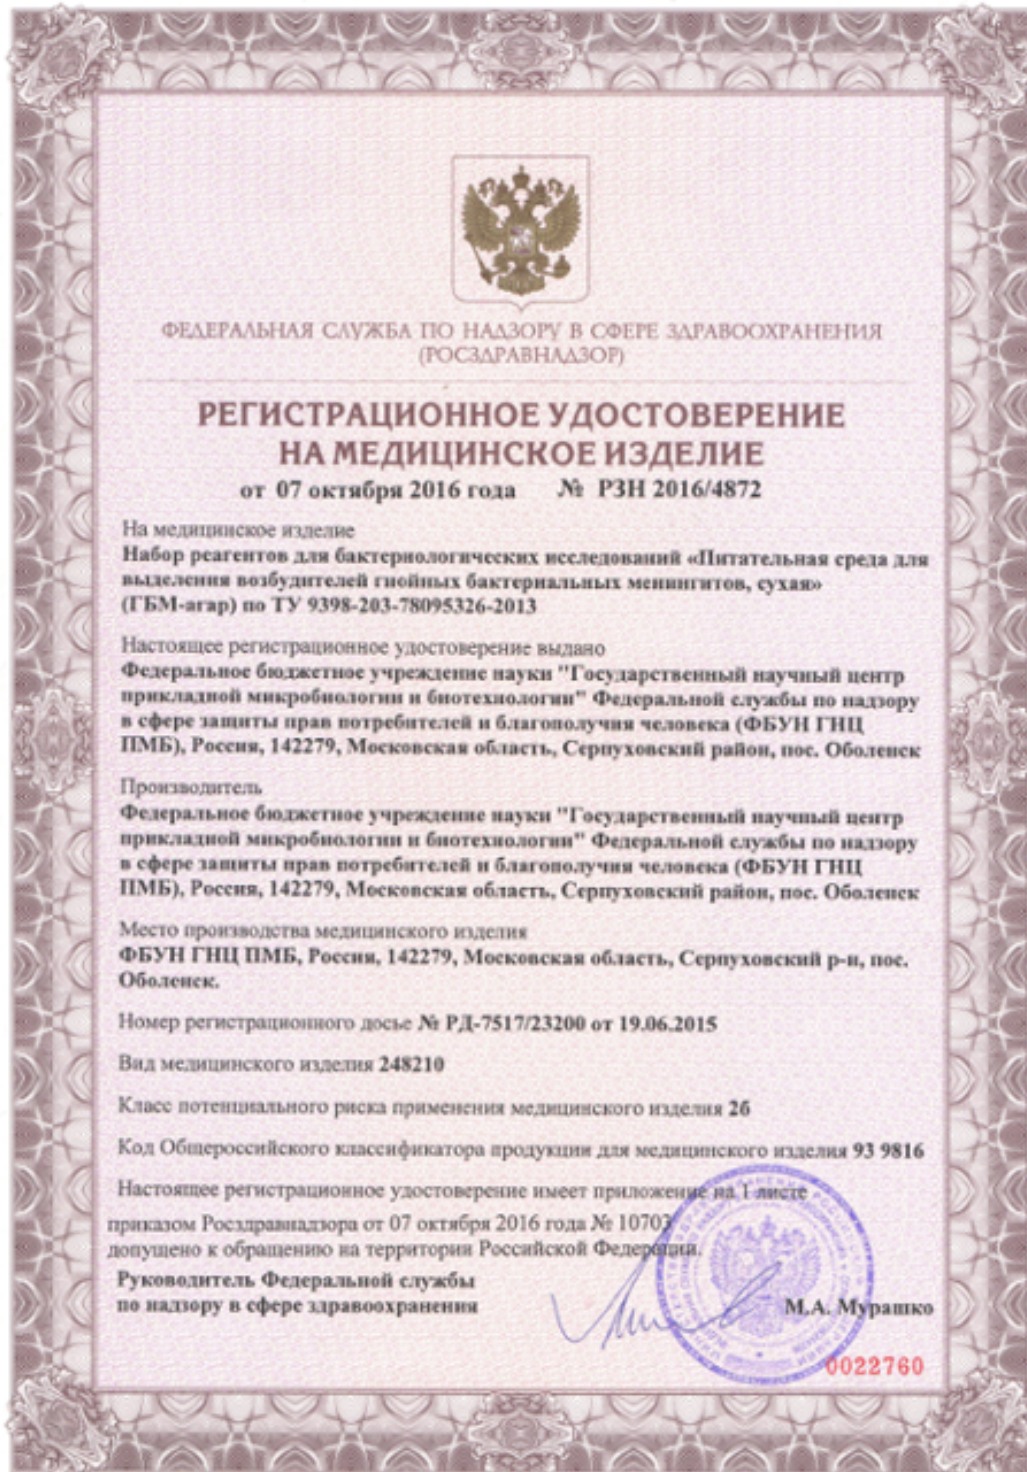 ФЕДЕРАЛЬНАЯ СЛУЖБА ПО НАДЗОРУ В СФЕРЕ ЗДРАВООХРАНЕНИЯ
(РОСЗДРАВНАДЗОР)
РЕГИСТРАЦИОННОЕ УДОСТОВЕРЕНИЕ
НА МЕДИЦИНСКОЕ ИЗДЕЛИЕ
от 07 октября 2016 года № РЗН 2016/4872
На медицинское изделие
Набор реагентов для бактериологических исследований «Питательная среда для
выделения возбудителей гнойных бактериальных менингитов, сухая»
(ГБМ-агар) по ТУ 9398-203-78095326-2013
Настоящее регистрационное удостоверение выдано
Федеральное бюджетное учреждение науки "Государственный научный центр
прикладной микробиологии и биотехнологии" Федеральной службы по надзору
в сфере защиты прав потребителей и благополучия человека (ФБУН ГНЦ
ПМБ), Россия, 142279, Московская область, Серпуховский район, пос. Оболенск
Производитель
Федеральное бюджетное учреждение науки "Государственный научный центр
прикладной микробиологии и биотехнологии" Федеральной службы по надзору
в сфере защиты прав потребителей и благополучия человека (ФБУН ГНЦ
ПМБ), Россия, 142279, Московская область, Серпуховский район, пос. Оболенск
Место производства медицинского изделия
ФБУН ГНЦ ПМБ, Россия, 142279, Московская область, Серпуховский р-н, пос.
Оболенск.
Номер регистрационного досье № РД-7517/23200 от 19.06.2015
Вид медицинского изделия 248210
Класс потенциального риска применения медицинского изделия 2б
Код Общероссийского классификатора продукции для медицинского изделия 93 9816
Настоящее регистрационное удостоверение имеет приложение на 1 листе
приказом Росздравнадзора от 07 октября 2016 года № 10703
допущено к обращению на территории Российской Федерации.
Руководитель Федеральной службы
по надзору в сфере здравоохранения
М.А. Мурашко
0022760